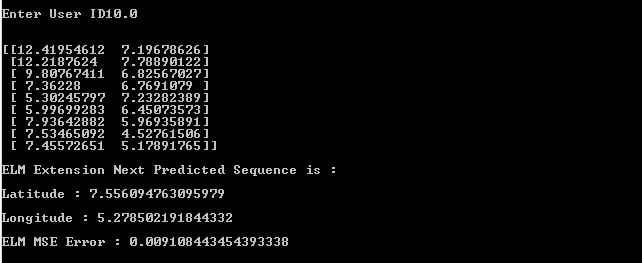 Enter User ID10.0
[[12.41954612 7.19678626]
[12.2187624 7.78890122]
[ 9.80767411 6.82567027]
[ 7.36228 6.7691079 ]
[ 5.30245797 7.23282389]
[ 5.99699283 6.45073573]
[ 7.93642882 5.96935891]
[ 7.53465092 4.52761506]
[ 7.45572651 5.17891765]]
ELM Extension Next Predicted Sequence is :
Latitude : 7.556094763095979
Longitude : 5.278502191844332
ELM MSE Error : 0.009108443454393338